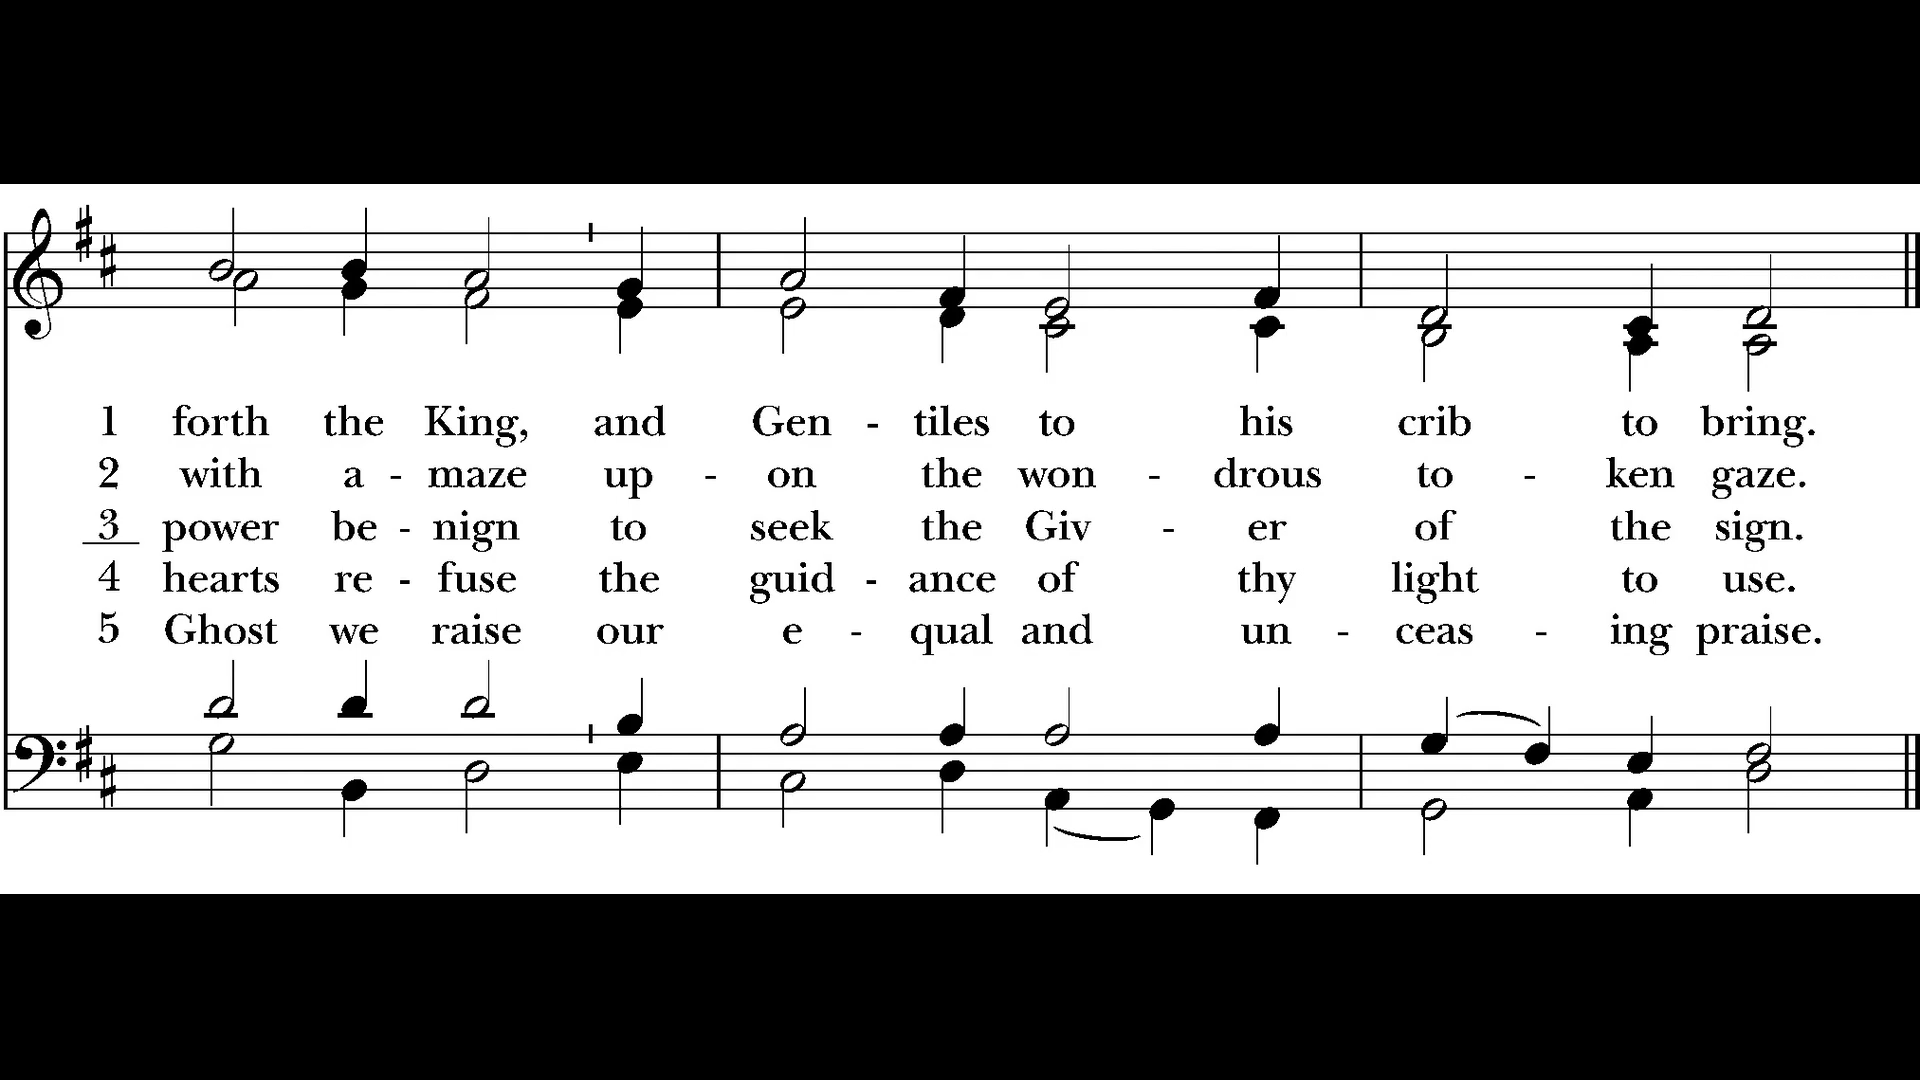 1 forth the King, and Gen - tiles to his crib to bring.
2 with a - maze up - on the won - drous to - ken gaze.
3 power be - nign to seek the Giv - er of the sign.
4 hearts re - fuse the guid - ance of thy light to use.
5 Ghost we raise our e - qual and un - ceas - ing praise.